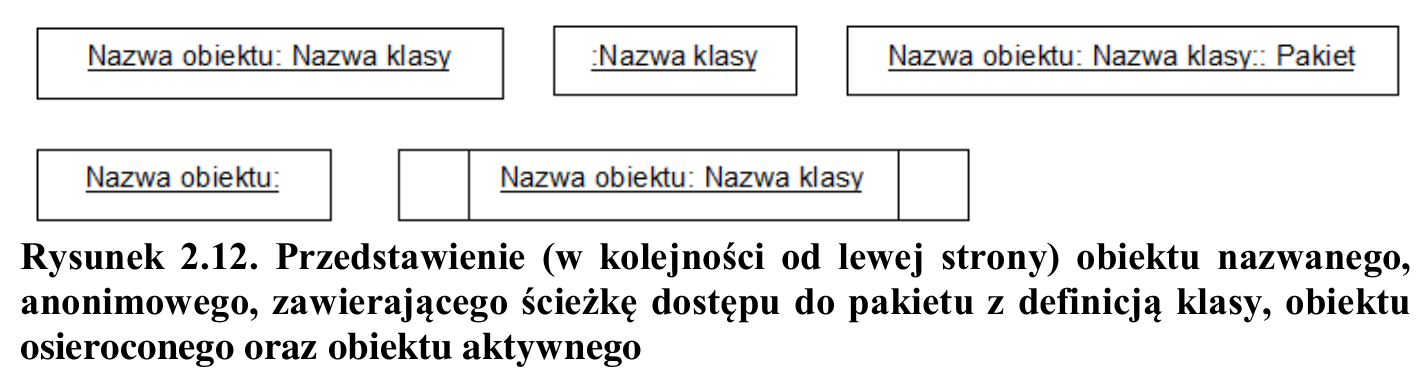 Nazwa obiektu: Nazwa klasy
:Nazwa klasy
Nazwa obiektu: Nazwa klasy:: Pakiet
Nazwa obiektu:
Nazwa obiektu: Nazwa klasy
Rysunek 2.12. Przedstawienie (w kolejności od lewej strony) obiektu nazwanego,
anonimowego, zawierającego ścieżkę dostępu do pakietu z definicją klasy, obiektu
osieroconego oraz obiektu aktywnego